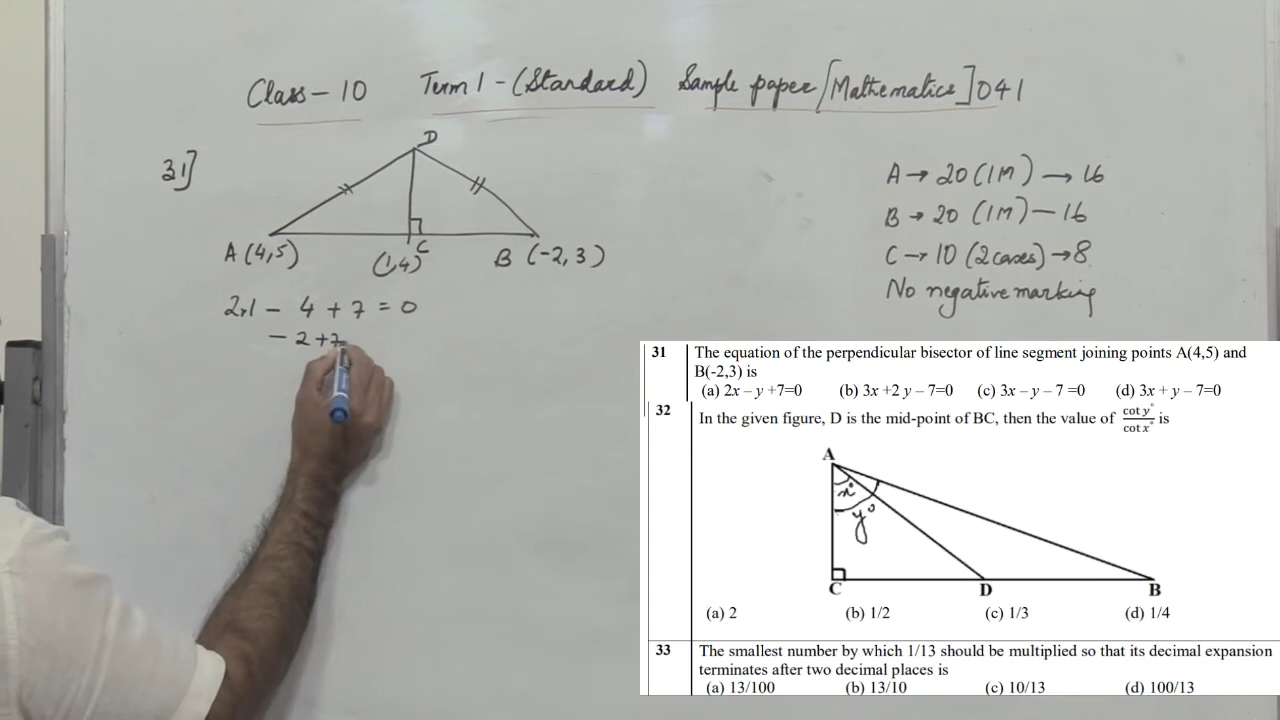 Class - 10 Term 1 - (Standard) Sample paper [Mathematics] 041
31]
D
A (4,5)
(1,4)
C
B (-2, 3)
2x1 - 4 + 7 = 0
- 2 + 7
A → 20 (1M) → 16
B → 20 (1M) — 16
C → 10 (2 cases) → 8
No negative marking
31 The equation of the perpendicular bisector of line segment joining points A(4,5) and
B(-2,3) is
(a) 2x – y +7=0 (b) 3x +2 y – 7=0 (c) 3x – y – 7 =0 (d) 3x + y – 7=0
32 In the given figure, D is the mid-point of BC, then the value of cot y° / cot x° is
A
x°
y°
C D B
(a) 2 (b) 1/2 (c) 1/3 (d) 1/4
33 The smallest number by which 1/13 should be multiplied so that its decimal expansion
terminates after two decimal places is
(a) 13/100 (b) 13/10 (c) 10/13 (d) 100/13